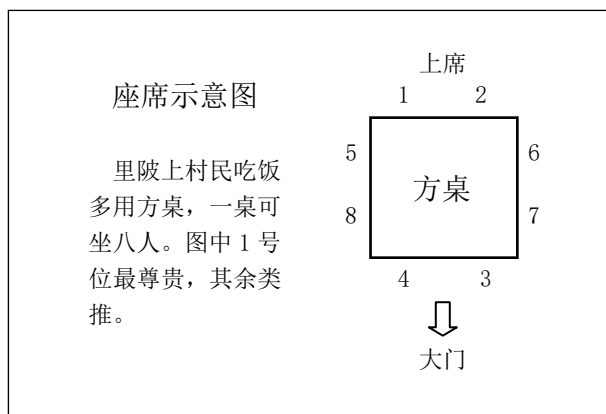 座席示意图
里陂上村民吃饭
多用方桌，一桌可
坐八人。图中1号
位最尊贵，其余类
推。
上席
1 2
5 6
方桌
8 7
4 3
大门